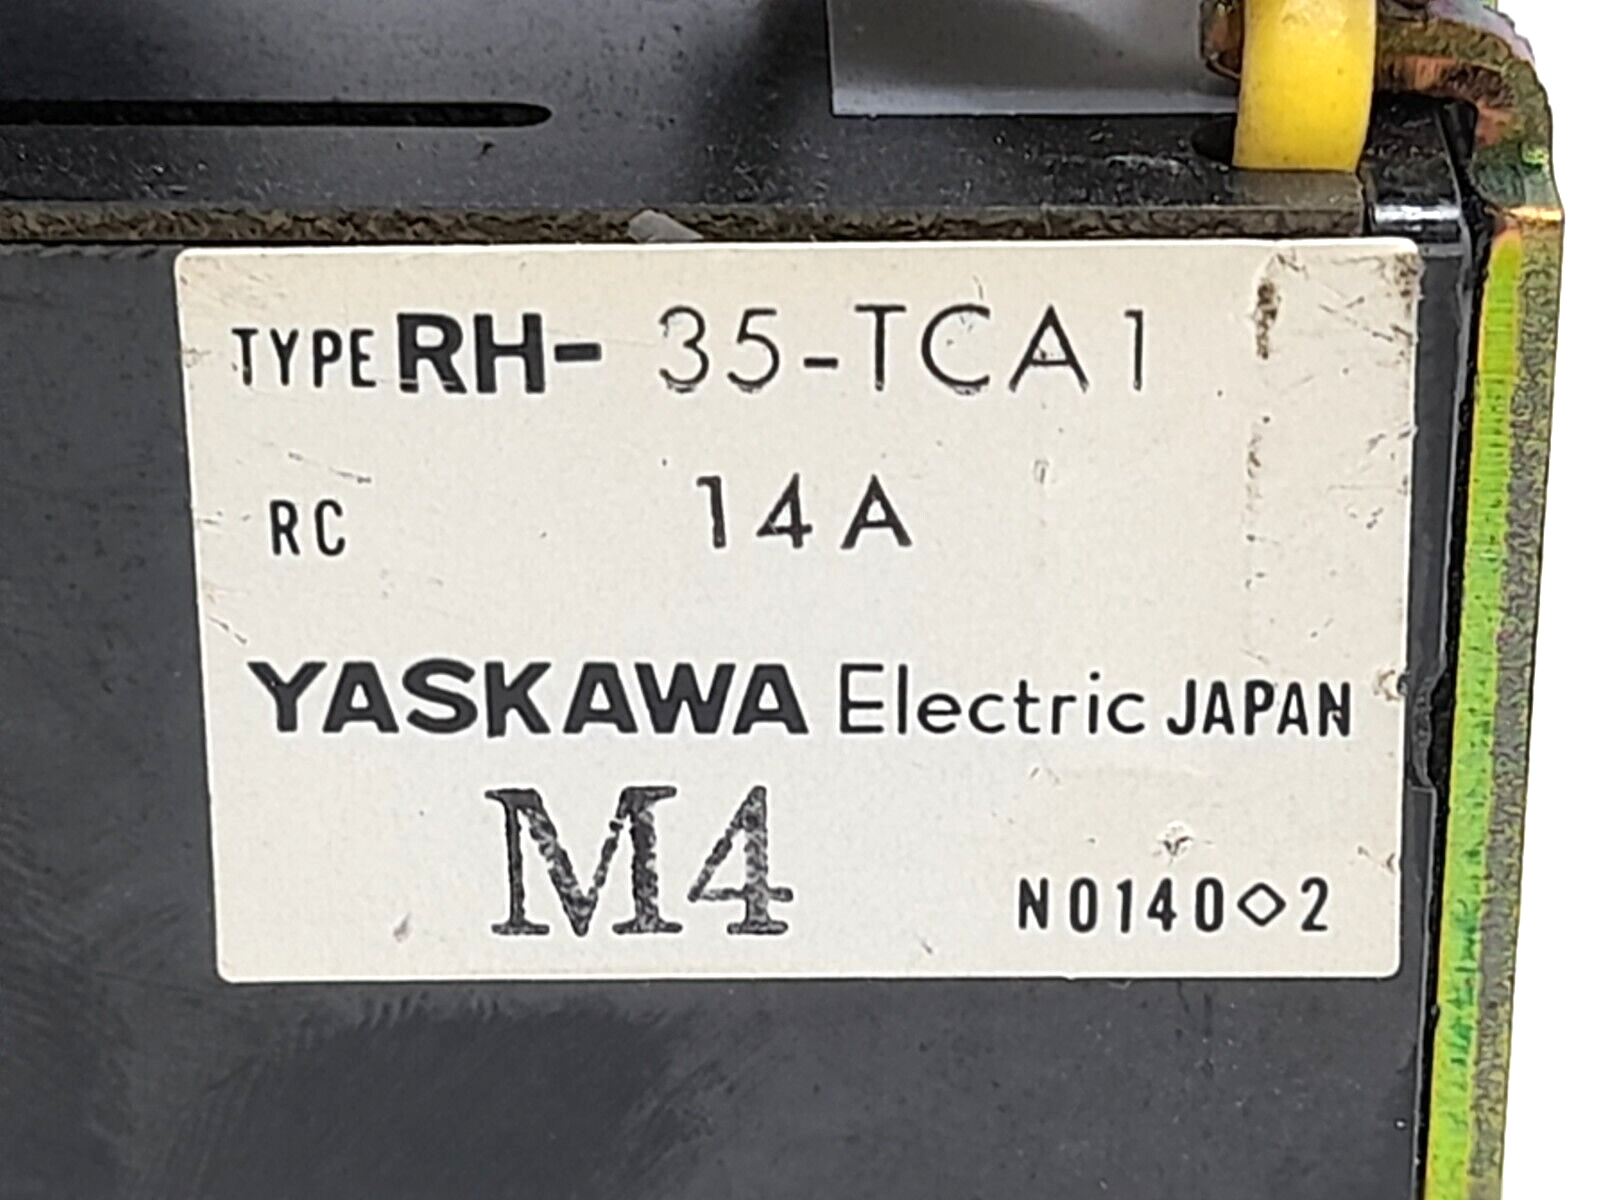 TYPE RH- 35-TCA1
RC 14A
YASKAWA Electric JAPAN
M4 N0140◇2